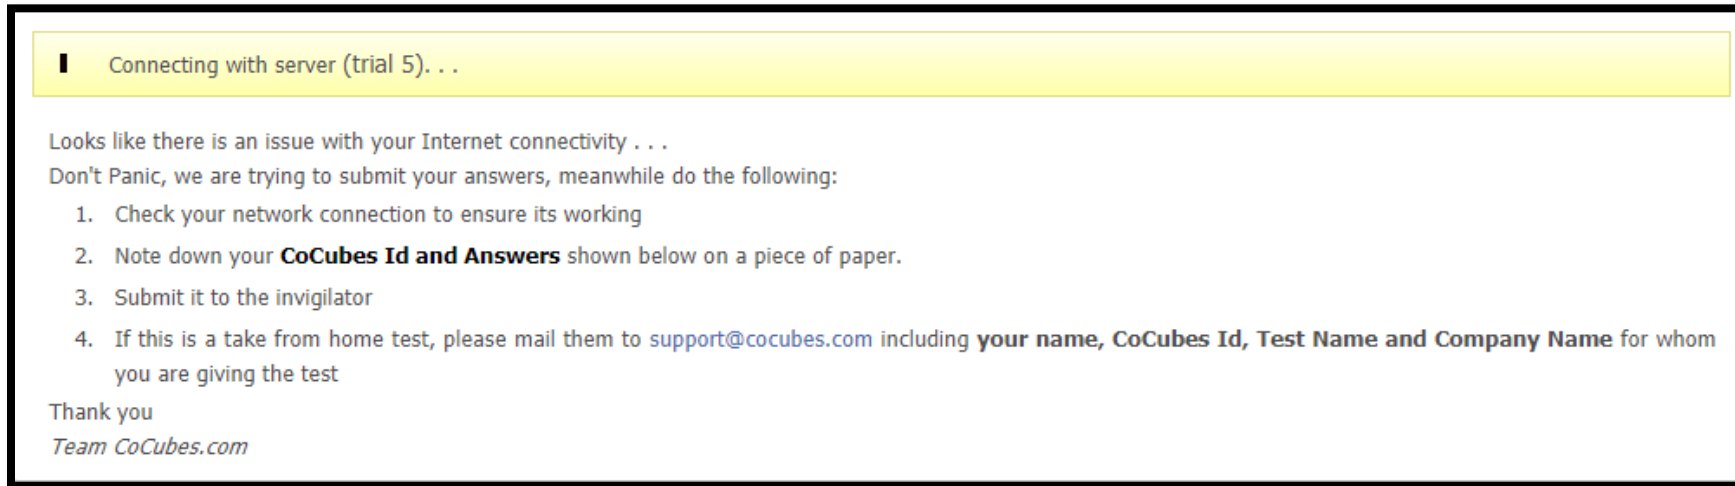 Connecting with server (trial 5). . .
Looks like there is an issue with your Internet connectivity . . .
Don't Panic, we are trying to submit your answers, meanwhile do the following:
1. Check your network connection to ensure its working
2. Note down your CoCubes Id and Answers shown below on a piece of paper.
3. Submit it to the invigilator
4. If this is a take from home test, please mail them to support@cocubes.com including your name, CoCubes Id, Test Name and Company Name for whom
you are giving the test
Thank you
Team CoCubes.com